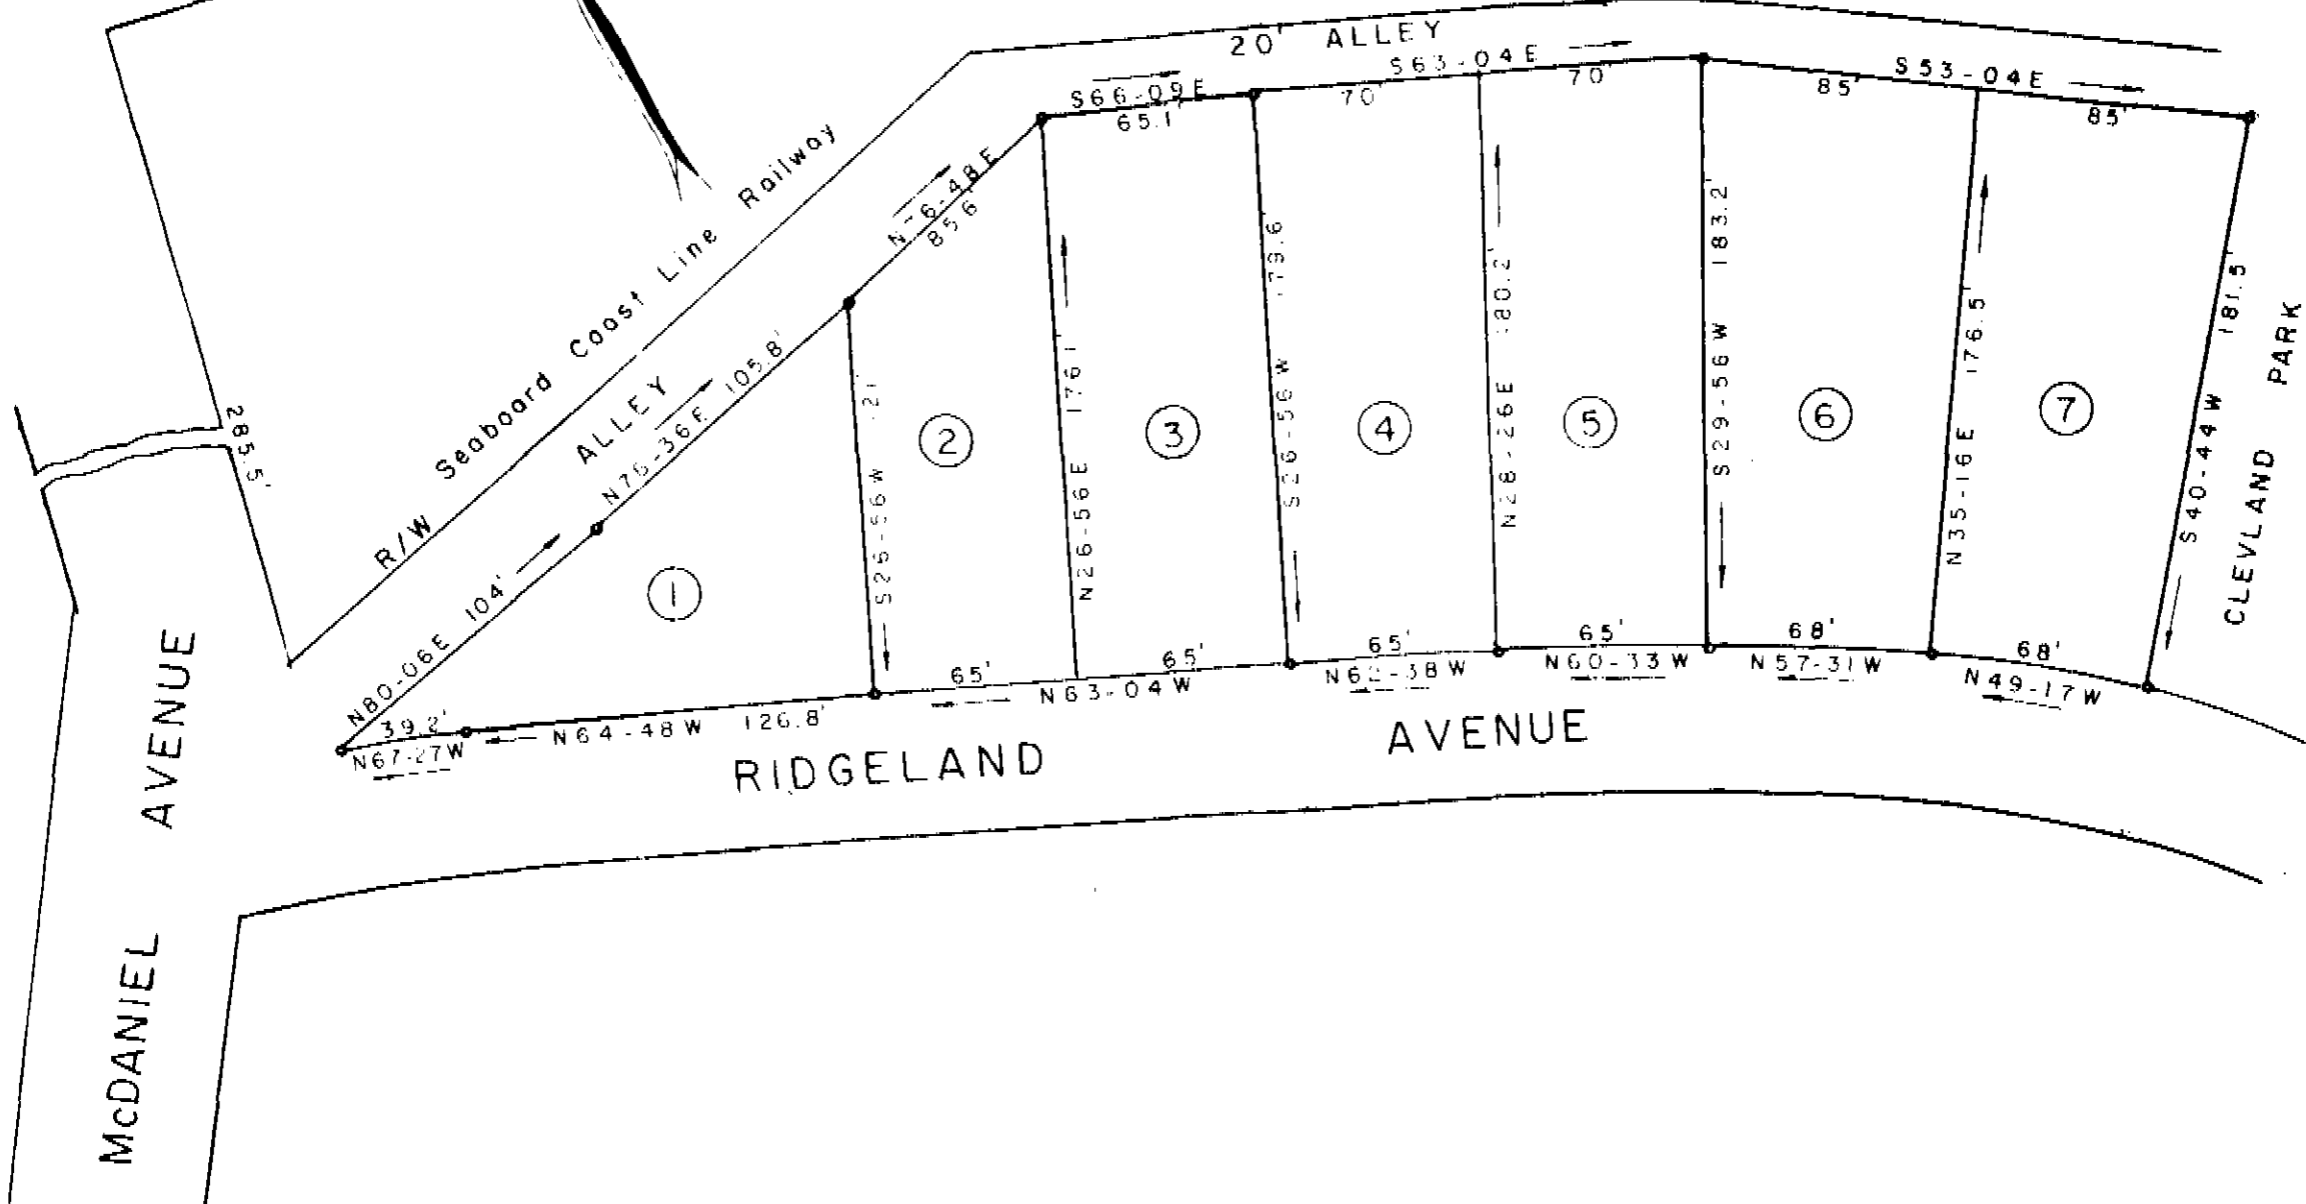 20' ALLEY
S66-09E
65.1'
S63-04E
70'
70'
S53-04E
85'
85'
R/W Seaboard Coast Line Railway
ALLEY
N80-06E 104'
N76-36E 105.8'
85.6'
285.5'
S26-56W
N26-56E 176.1'
S26-56W 179.6
N28-26E 180.2'
S29-56W 183.2'
N35-16E 176.5'
S40-44W 181.5'
1
2
3
4
5
6
7
39.2'
N67-27W
N64-48W 126.8'
65'
65'
N63-04W
65'
65'
N60-33W
68'
N57-31W
68'
N49-17W
RIDGELAND AVENUE
McDANIEL AVENUE
CLEVLAND PARK